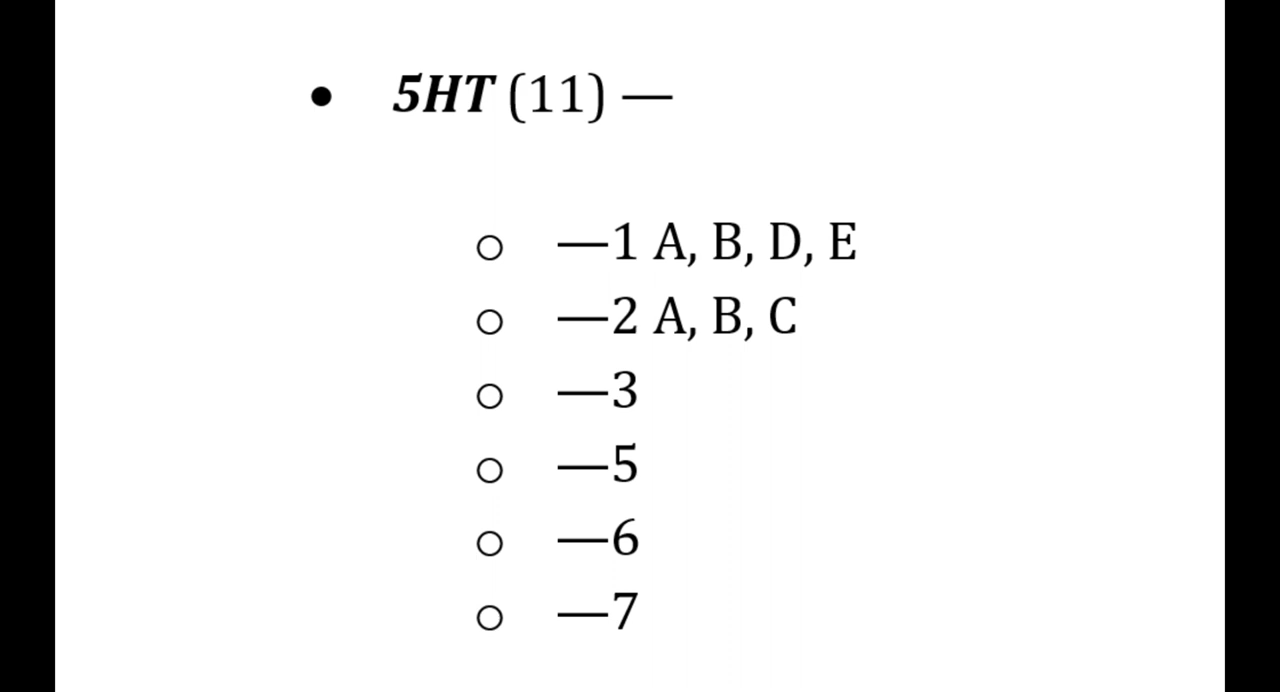 • 5HT (11) —
○ —1 A, B, D, E
○ —2 A, B, C
○ —3
○ —5
○ —6
○ —7